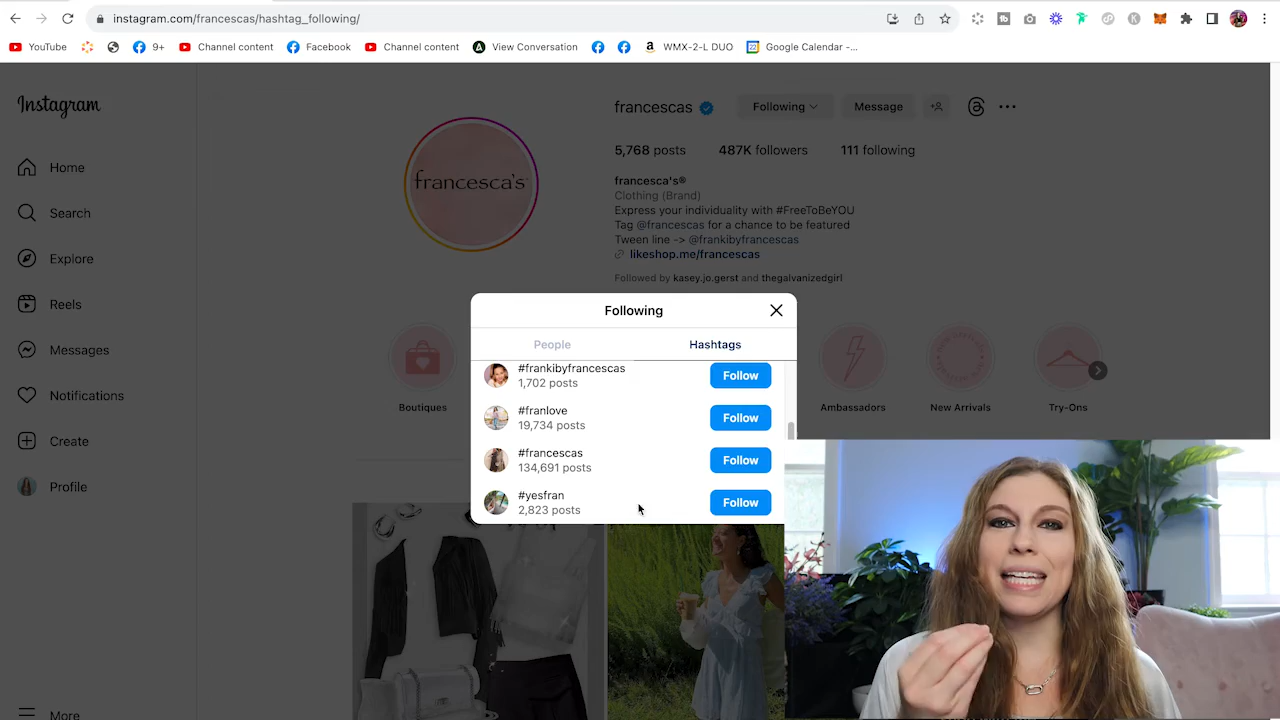 instagram.com/francescas/hashtag_following/
YouTube
9+
Channel content
Facebook
Channel content
View Conversation
WMX-2-L DUO
Google Calendar -...
Instagram
Home
Search
Explore
Reels
Messages
Notifications
Create
Profile
More
francesca's
francescas
Following
Message
5,768 posts
487K followers
111 following
francesca's®
Clothing (Brand)
Express your individuality with #FreeToBeYOU
Tag @francescas for a chance to be featured
Tween line -> @frankibyfrancescas
likeshop.me/francescas
Followed by kasey.jo.gerst and thegalvanizedgirl
Boutiques
Ambassadors
New Arrivals
Try-Ons
Following
People
Hashtags
#frankibyfrancescas
1,702 posts
Follow
#franlove
19,734 posts
Follow
#francescas
134,691 posts
Follow
#yesfran
2,823 posts
Follow